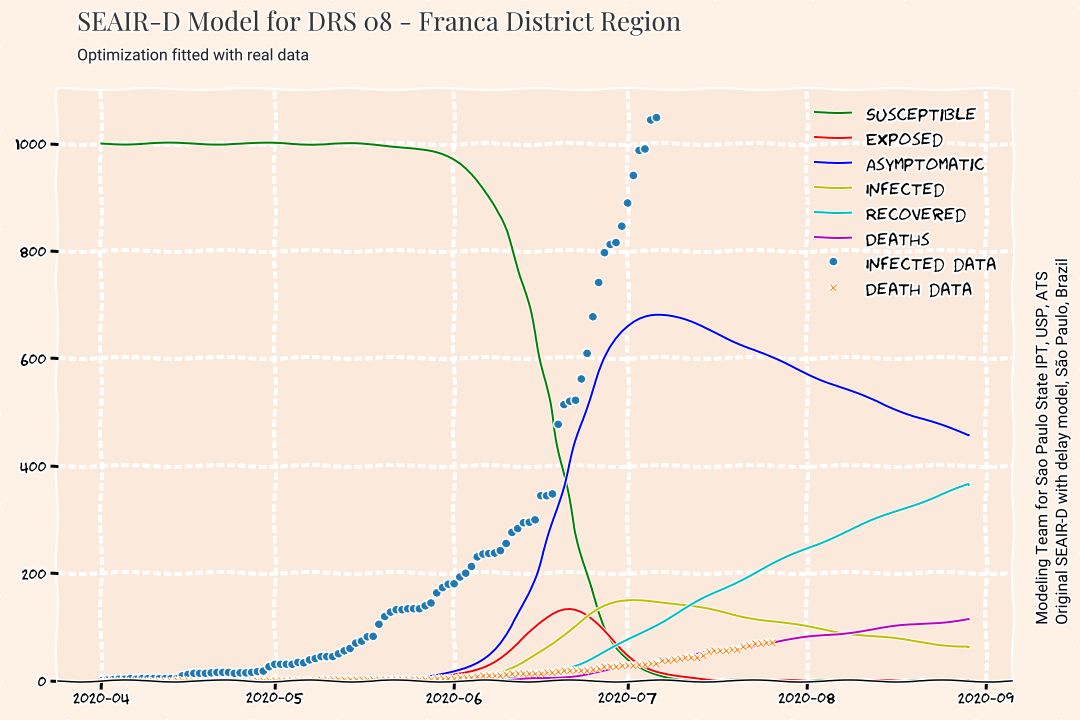 SEAIR-D Model for DRS 08 - Franca District Region
Optimization fitted with real data
SUSCEPTIBLE
EXPOSED
ASYMPTOMATIC
INFECTED
RECOVERED
DEATHS
INFECTED DATA
DEATH DATA
1000
800
600
400
200
0
2020-04
2020-05
2020-06
2020-07
2020-08
2020-09
Modeling Team for Sao Paulo State IPT, USP, ATS
Original SEAIR-D with delay model, São Paulo, Brazil